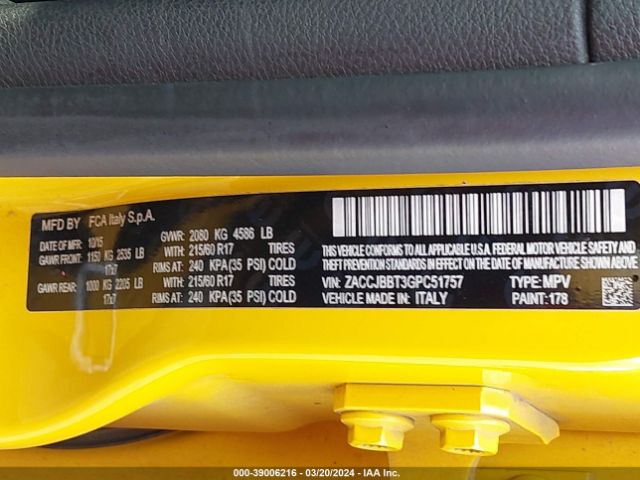 MFD BY FCA Italy S.p.A.
DATE OF MFR 10/15 GVWR: 2080 KG 4586 LB
GAWR FRONT: 1150 KG 2535 LB WITH: 215/60 R17 TIRES
17x7 RIMS AT: 240 KPA(35 PSI) COLD
GAWR REAR: 1000 KG 2205 LB WITH: 215/60 R17 TIRES
17x7 RIMS AT: 240 KPA(35 PSI) COLD
THIS VEHICLE CONFORMS TO ALL APPLICABLE U.S.A. FEDERAL MOTOR VEHICLE SAFETY AND
THEFT PREVENTION STANDARDS IN EFFECT ON THE DATE OF MANUFACTURE SHOWN ABOVE.
VIN: ZACCJBBT3GPC51757 TYPE: MPV
VEHICLE MADE IN: ITALY PAINT: 178
000-39006216 - 03/20/2024 - IAA Inc.